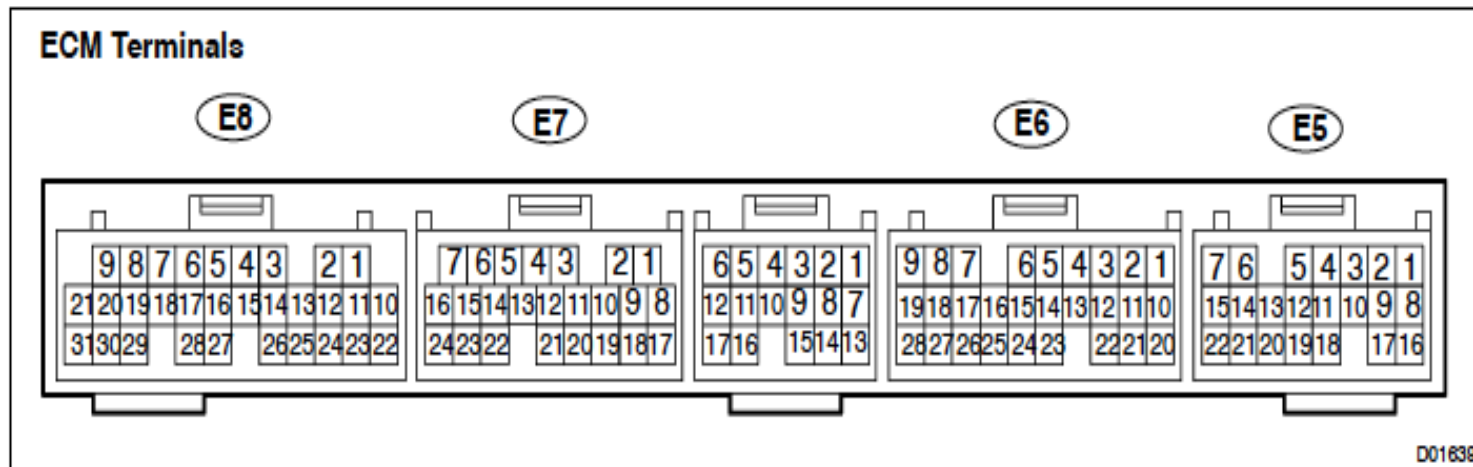 ECM Terminals
E8 E7 E6 E5
9 8 7 6 5 4 3 2 1 7 6 5 4 3 2 1 6 5 4 3 2 1 9 8 7 6 5 4 3 2 1 7 6 5 4 3 2 1
21 20 19 18 17 16 15 14 13 12 11 10 16 15 14 13 12 11 10 9 8 12 11 10 9 8 7 19 18 17 16 15 14 13 12 11 10 15 14 13 12 11 10 9 8
31 30 29 28 27 26 25 24 23 22 24 23 22 21 20 19 18 17 17 16 15 14 13 28 27 26 25 24 23 22 21 20 22 21 20 19 18 17 16
D01639